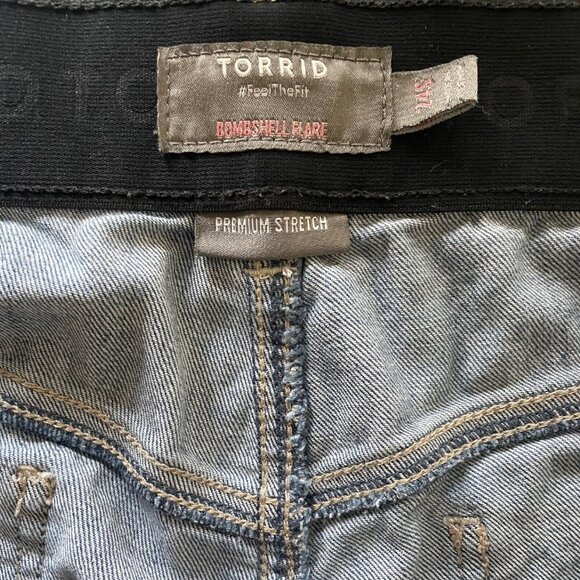 TORRID
#FeelTheFit
BOMBSHELL FLARE
PREMIUM STRETCH